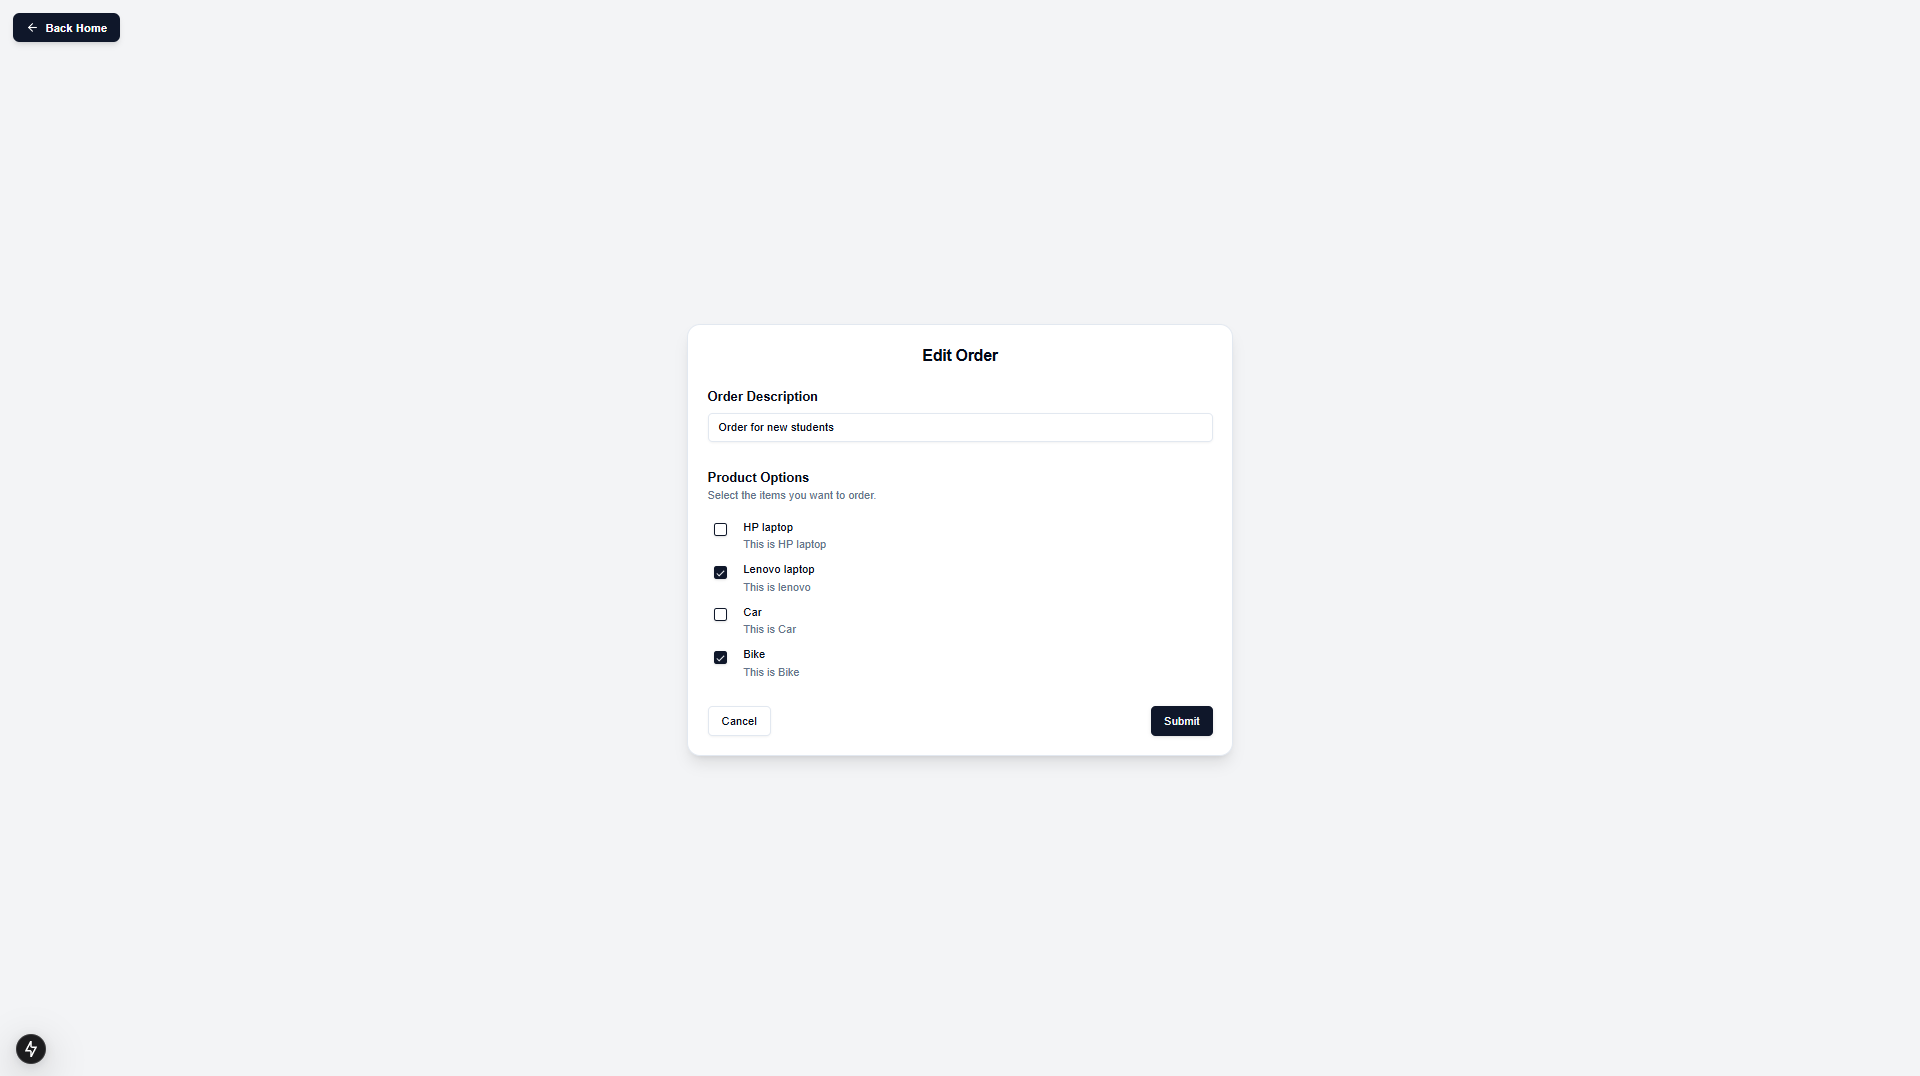 Back Home
Edit Order
Order Description
Order for new students
Product Options
Select the items you want to order.
HP laptop
This is HP laptop
Lenovo laptop
This is lenovo
Car
This is Car
Bike
This is Bike
Cancel
Submit